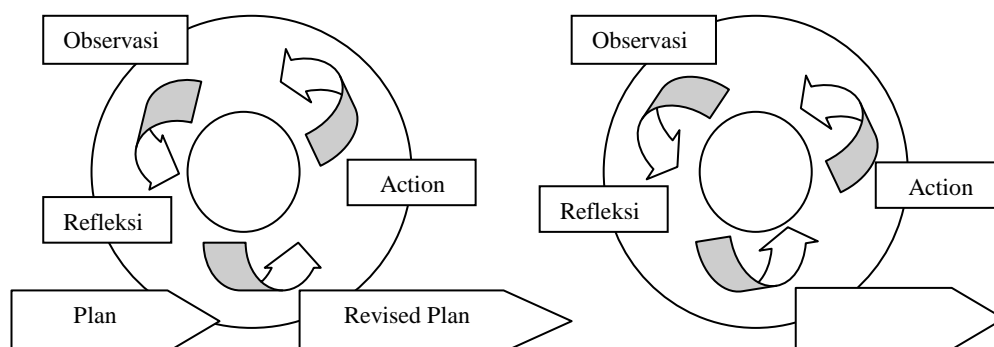 Observasi
Observasi
Action
Action
Refleksi
Refleksi
Plan
Revised Plan